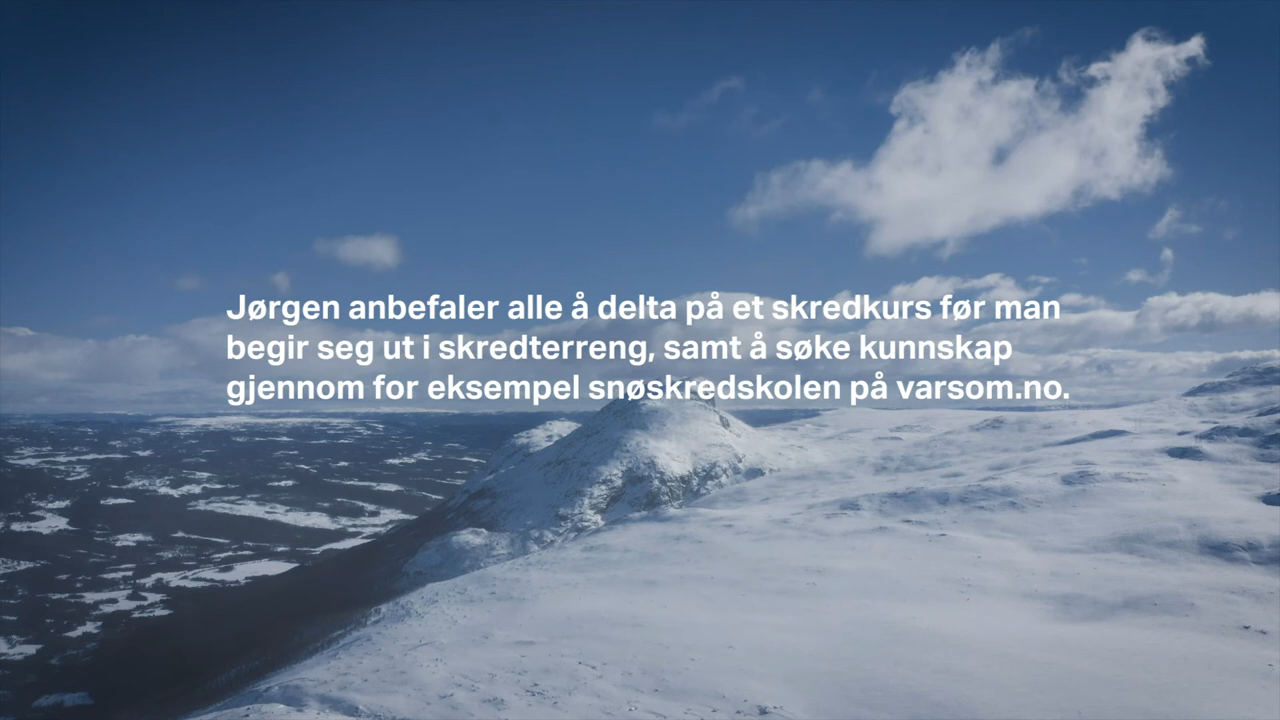 Jørgen anbefaler alle å delta på et skredkurs før man
begir seg ut i skredterreng, samt å søke kunnskap
gjennom for eksempel snøskredskolen på varsom.no.